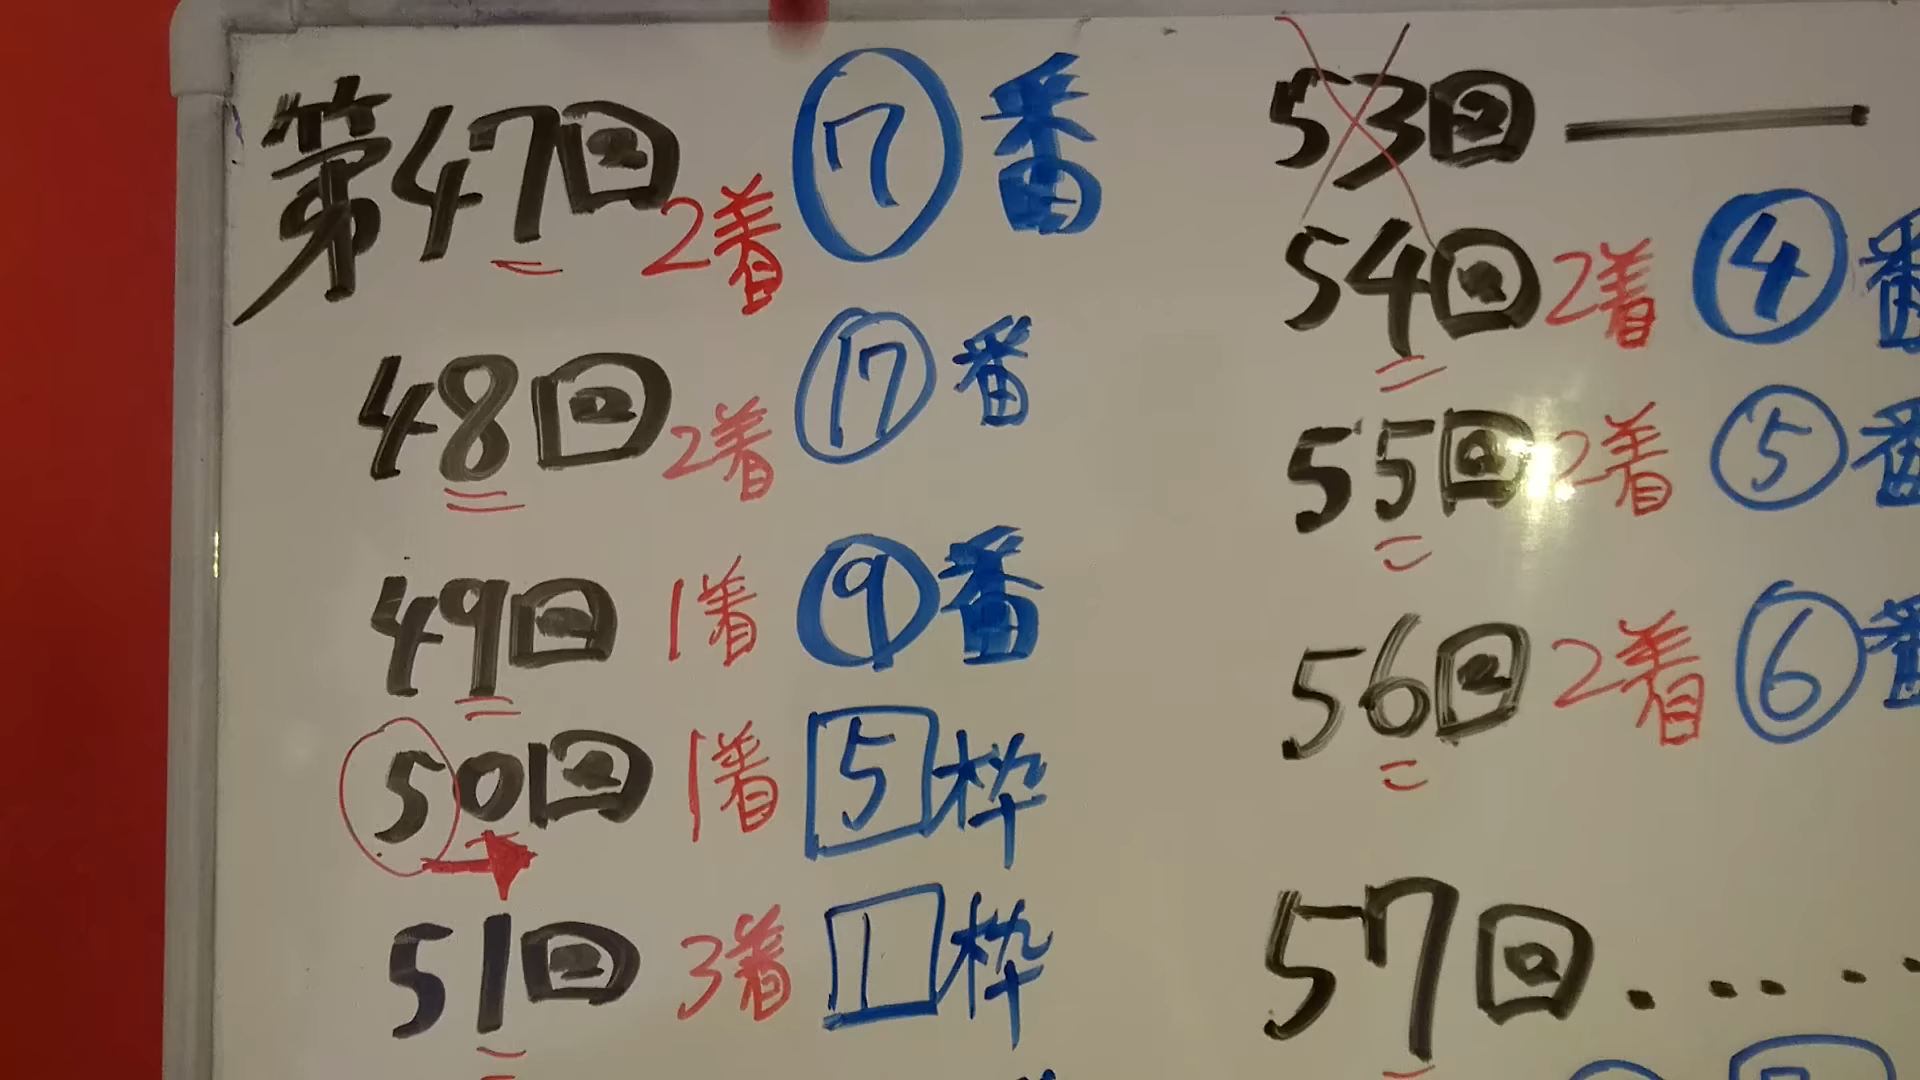 第47回 2着 ⑦番
48回 2着 ⑰番
49回 1着 ⑨番
50回 1着 5枠
51回 3着 1枠
53回 ——
54回 2着 ④番
55回 2着 ⑤番
56回 2着 ⑥番
57回.....